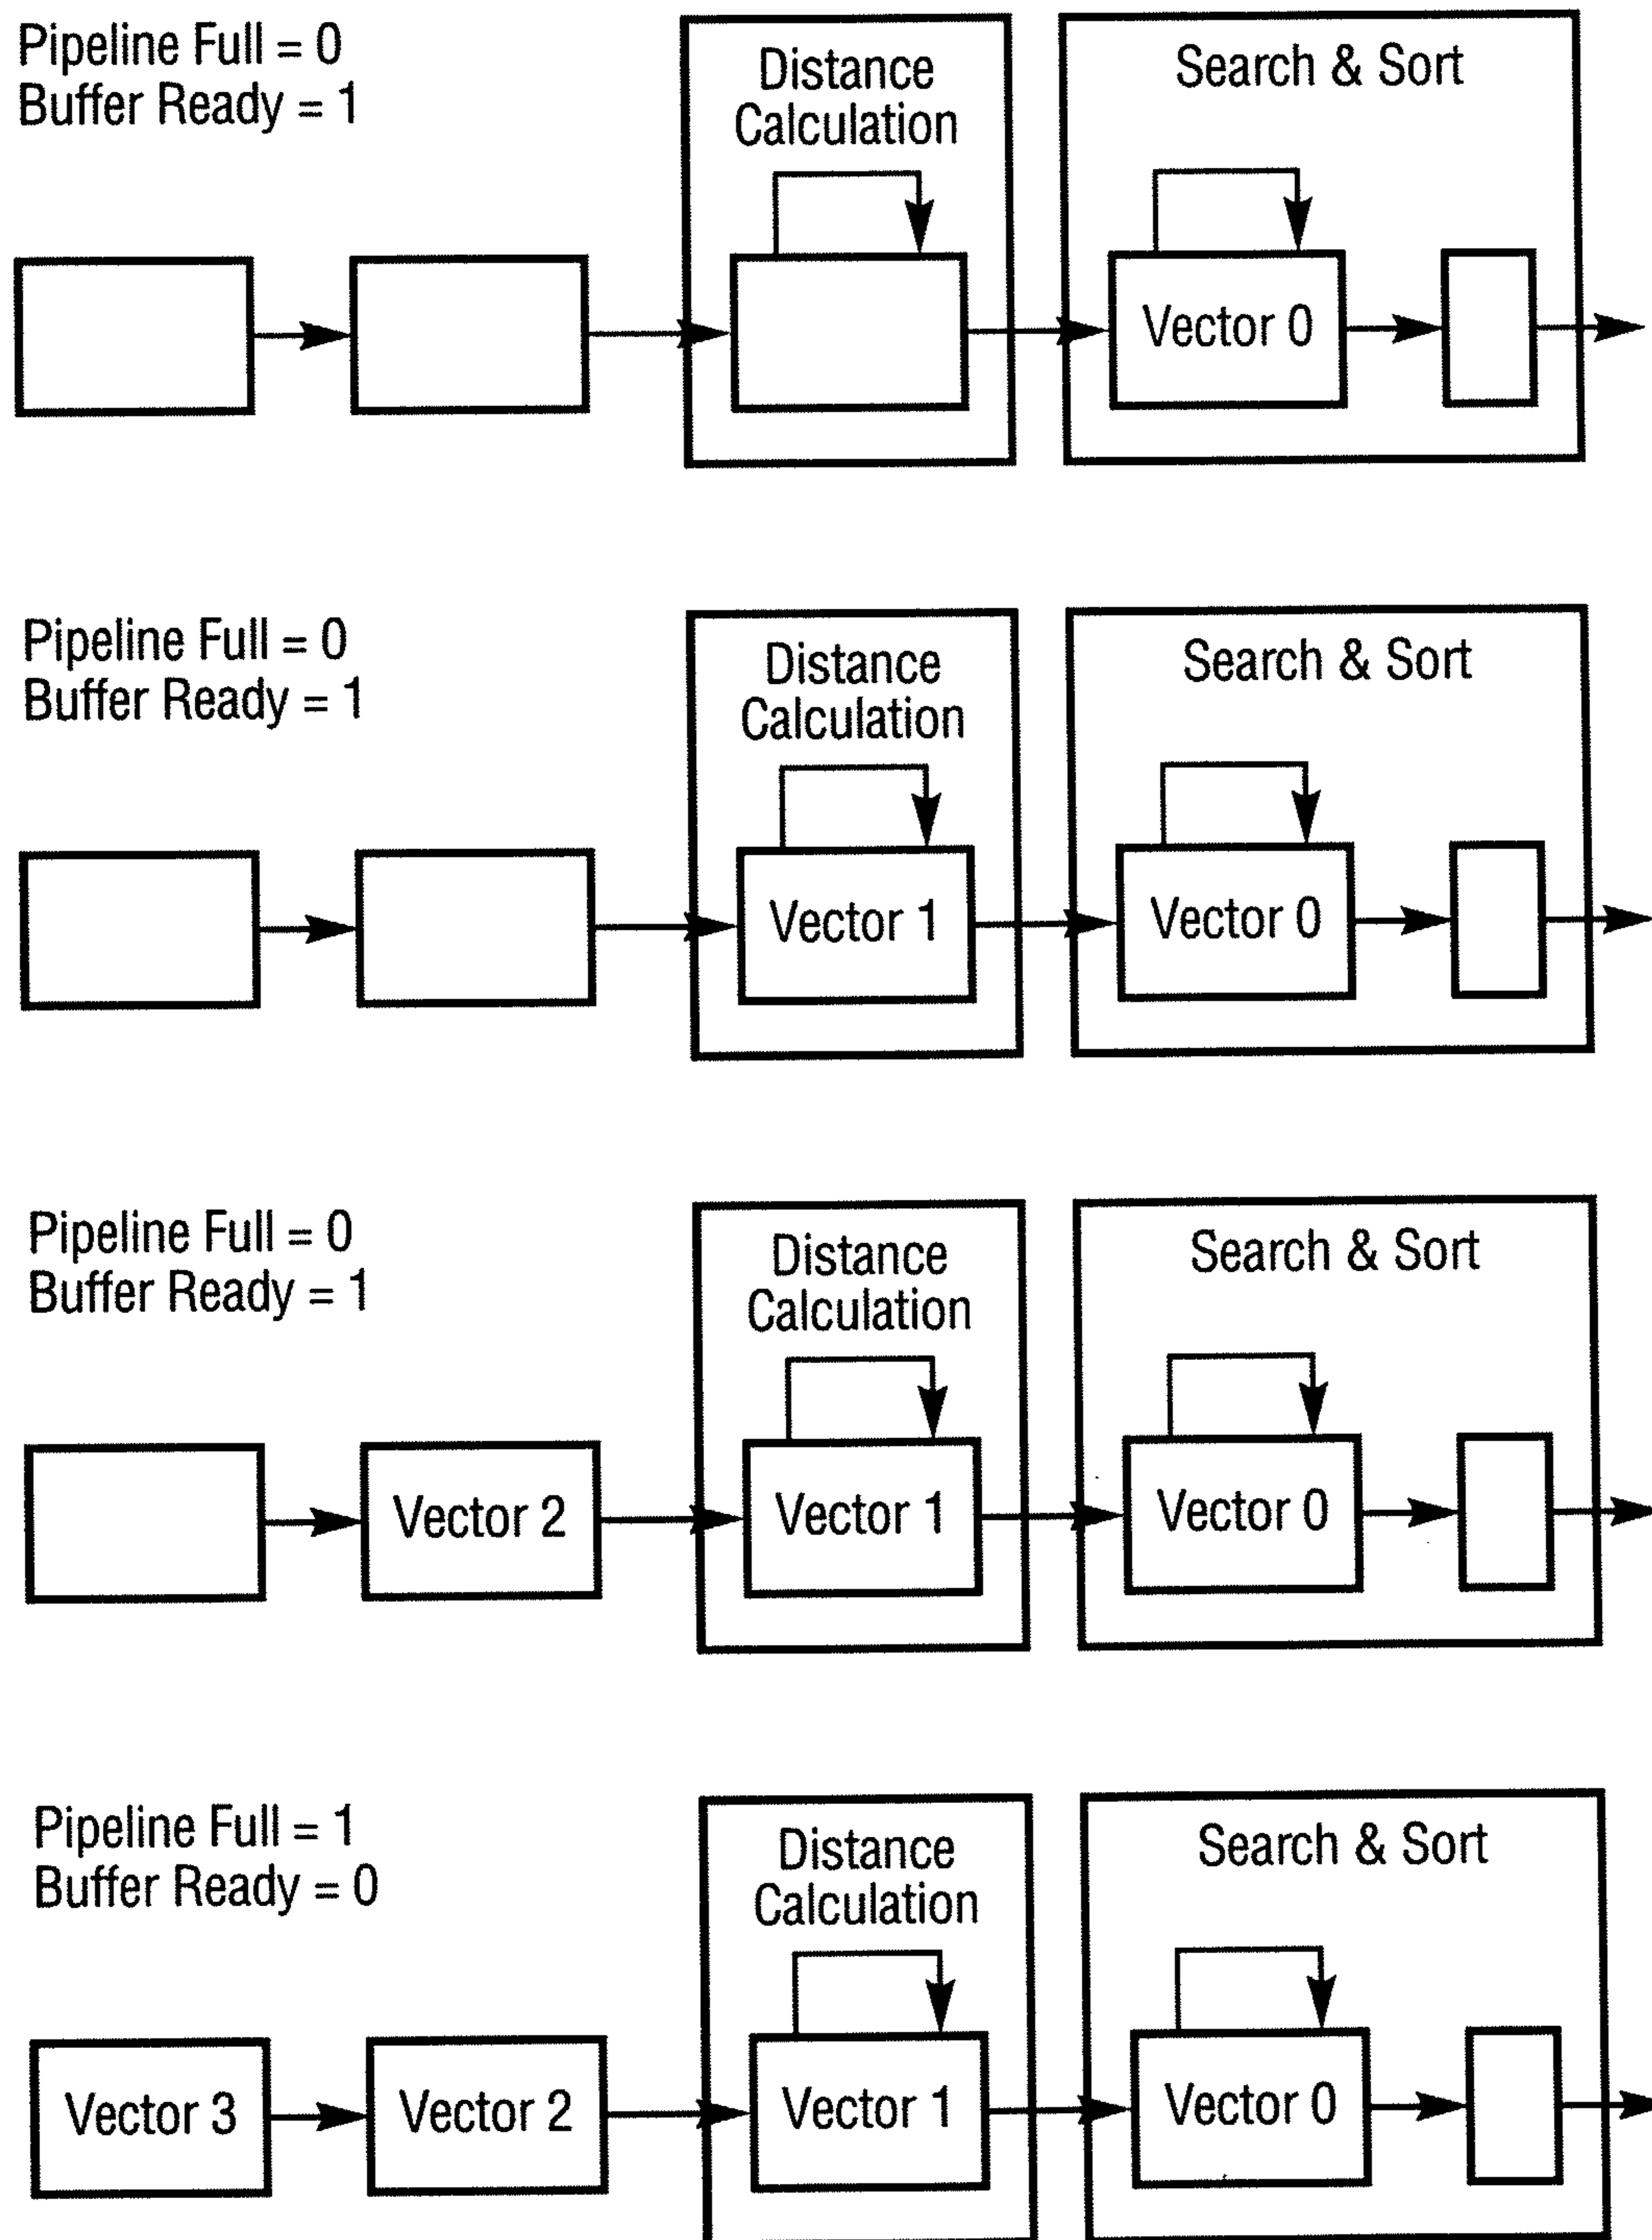 Pipeline Full = 0
Buffer Ready = 1
Distance
Calculation
Search & Sort
Vector 0
Pipeline Full = 0
Buffer Ready = 1
Distance
Calculation
Search & Sort
Vector 1
Vector 0
Pipeline Full = 0
Buffer Ready = 1
Distance
Calculation
Search & Sort
Vector 2
Vector 1
Vector 0
Pipeline Full = 1
Buffer Ready = 0
Distance
Calculation
Search & Sort
Vector 3
Vector 2
Vector 1
Vector 0